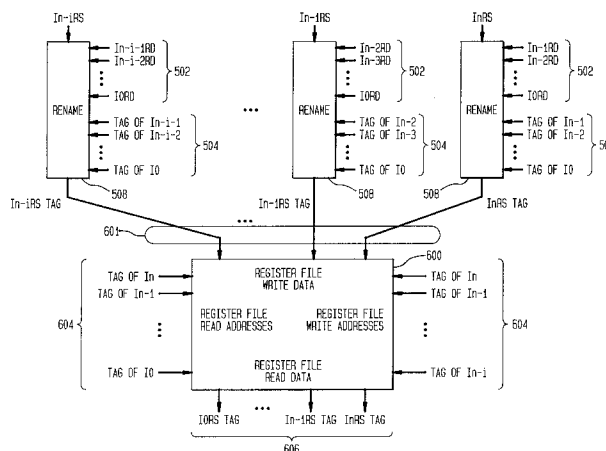 In-iRS
In-1RS
InRS
RENAME
In-i-1RD
In-i-2RD
IORD
502
TAG OF In-i-1
TAG OF In-i-2
TAG OF I0
504
508
RENAME
In-2RD
In-3RD
IORD
502
TAG OF In-2
TAG OF In-3
TAG OF I0
504
508
RENAME
In-1RD
In-2RD
IORD
502
TAG OF In-1
TAG OF In-2
TAG OF I0
508
In-iRS TAG
In-1RS TAG
InRS TAG
601
600
REGISTER FILE
WRITE DATA
REGISTER FILE
READ ADDRESSES
REGISTER FILE
WRITE ADDRESSES
REGISTER FILE
READ DATA
604
TAG OF In
TAG OF In-1
TAG OF I0
TAG OF In
TAG OF In-1
TAG OF In-i
604
IORS TAG
In-1RS TAG
InRS TAG
606